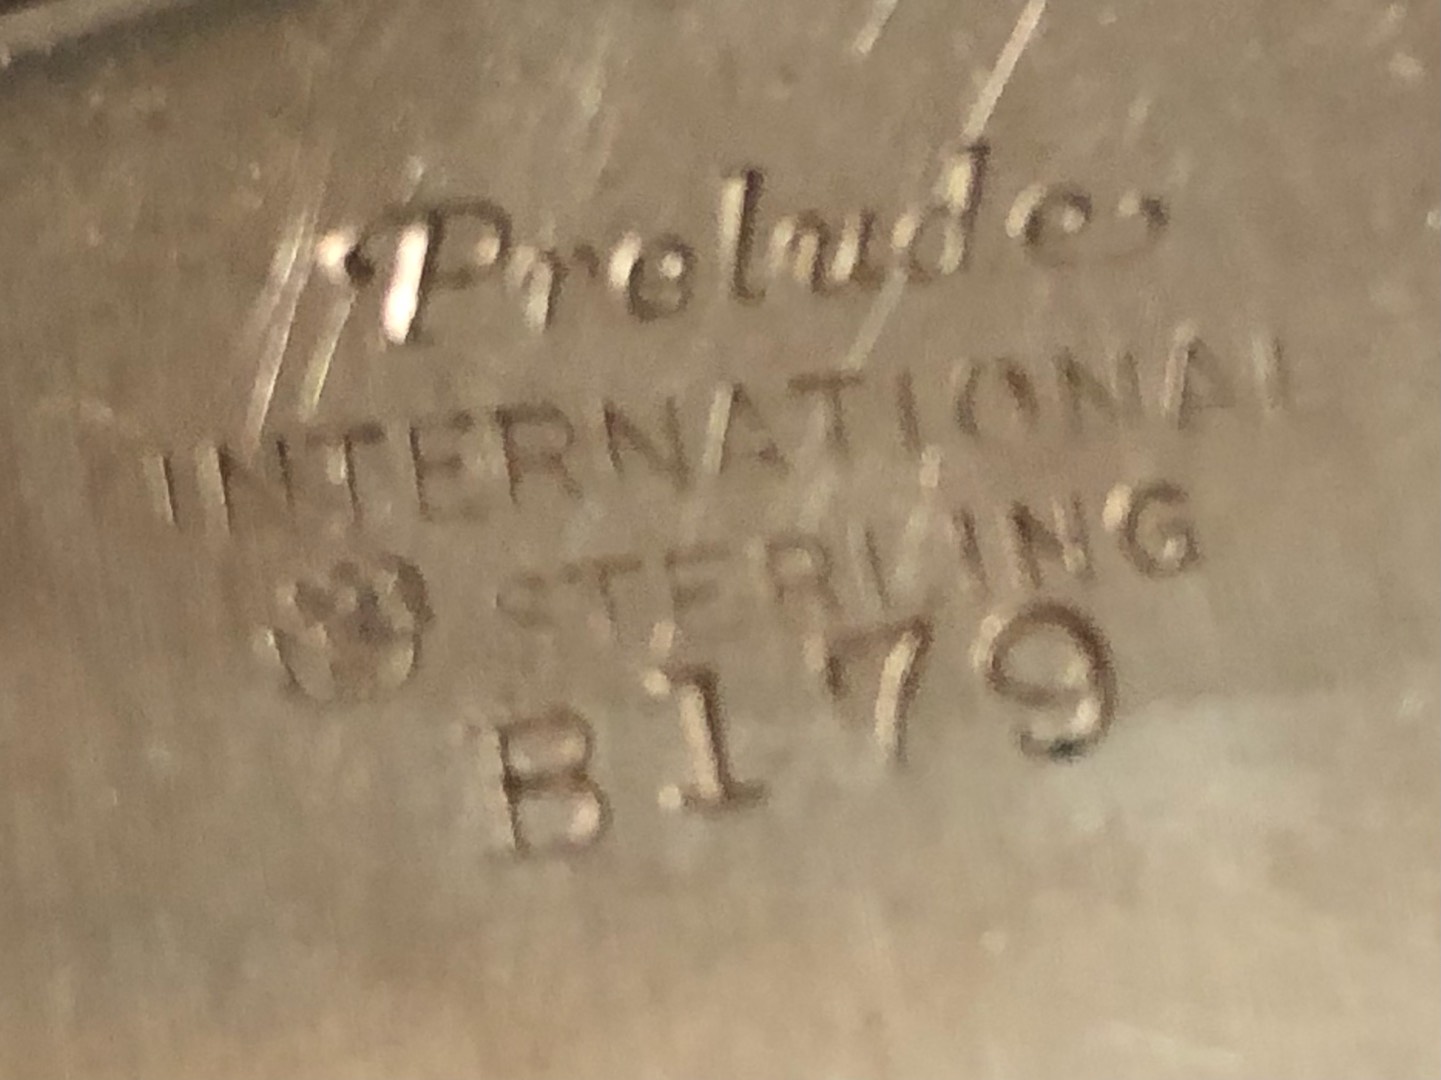 Prelude
INTERNATIONAL
STERLING
B179